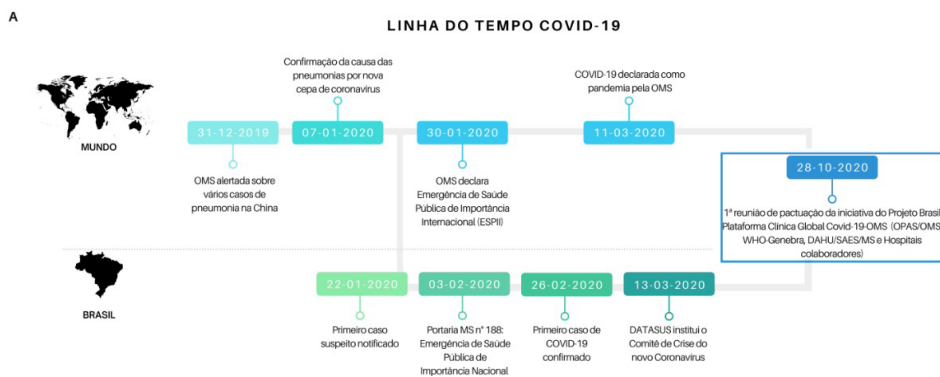 A
LINHA DO TEMPO COVID-19
Confirmação da causa das
pneumonias por nova
cepa de coronavírus
COVID-19 declarada como
pandemia pela OMS
31-12-2019
07-01-2020
30-01-2020
11-03-2020
MUNDO
OMS alertada sobre
vários casos de
pneumonia na China
OMS declara
Emergência de Saúde
Pública de Importância
Internacional (ESPII)
28-10-2020
1ª reunião de pactuação da iniciativa do Projeto Brasil
Plataforma Clínica Global Covid-19-OMS (OPAS/OMS
WHO-Genebra, DAHU/SAES/MS e Hospitais
colaboradores)
22-01-2020
03-02-2020
26-02-2020
13-03-2020
BRASIL
Primeiro caso
suspeito notificado
Portaria MS n° 188:
Emergência de Saúde
Pública de
Importância Nacional
Primeiro caso de
COVID-19
confirmado
DATASUS institui o
Comitê de Crise do
novo Coronavírus